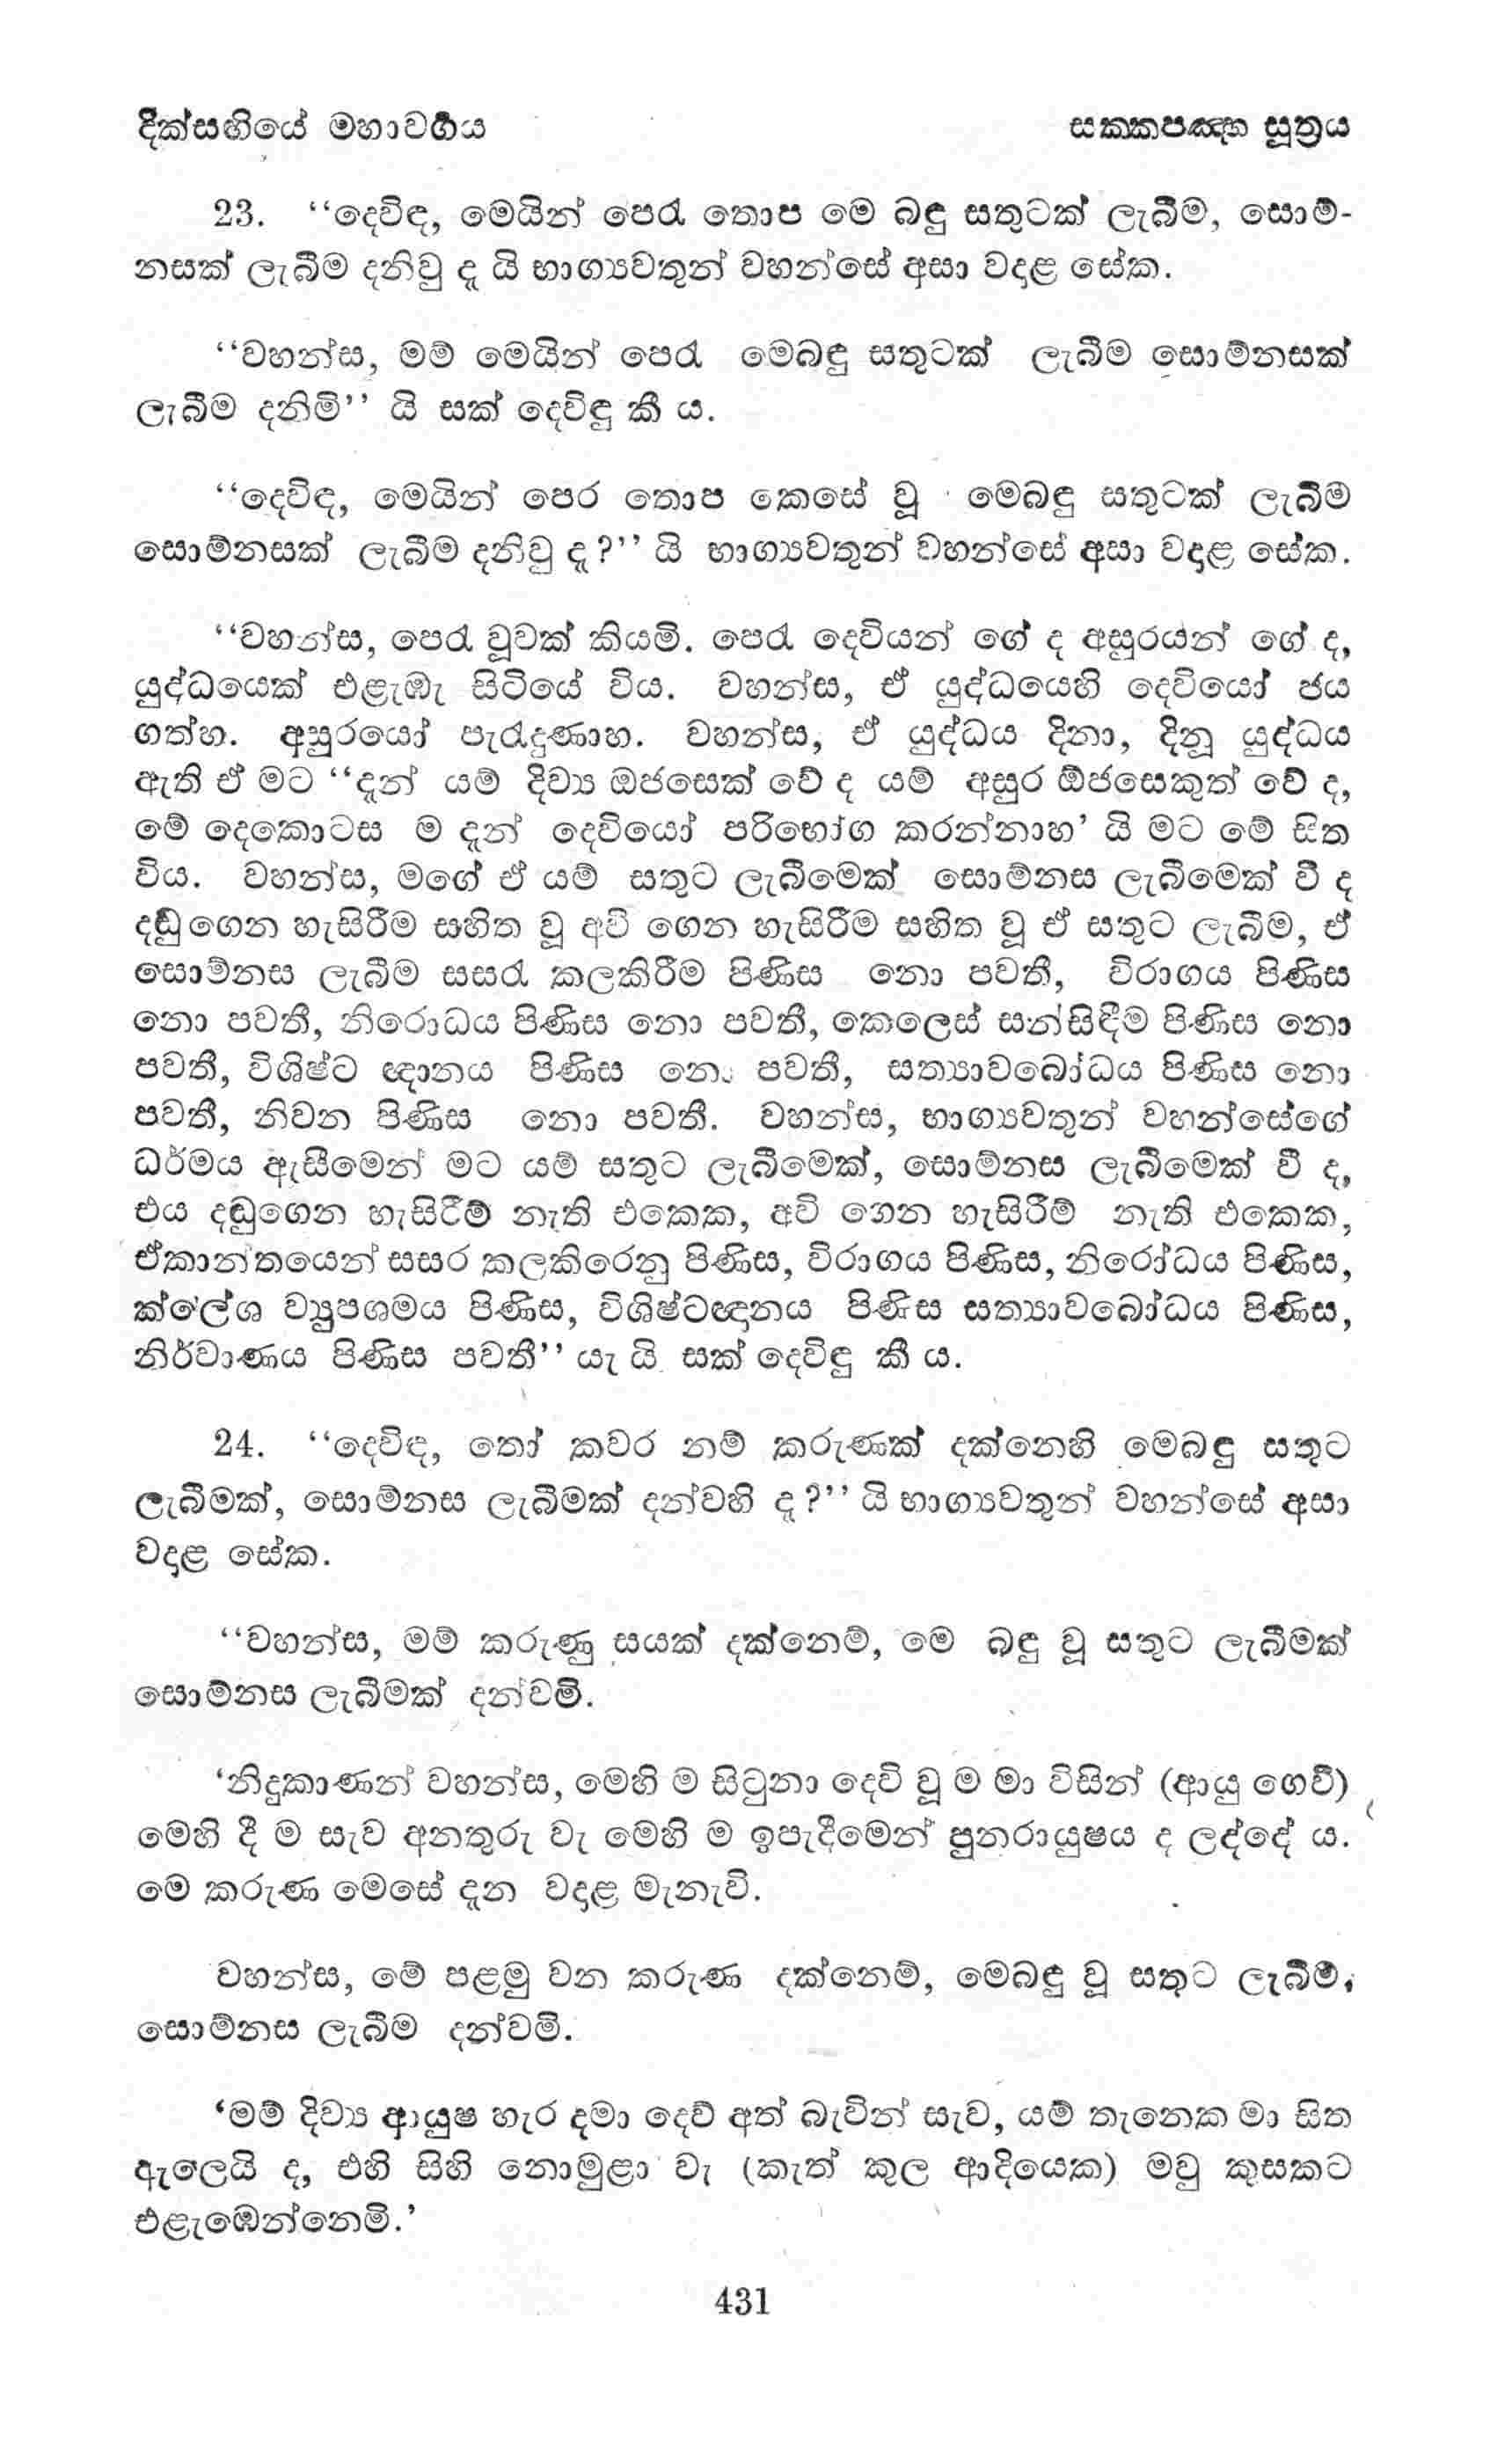 දික්සඟියේ මහාවර්‍ගය
සක‍්කපඤ‍්හ සූත්‍රය
23. “දෙවිඳ, මෙයින් පෙරැ තොප මෙ බඳු සතුටක් ලැබීම, සොම්-
නසක් ලැබීම දනිවු දැ යි භාග්‍යවතුන් වහන්සේ අසා වදාළ සේක.
“වහන්ස, මම් මෙයින් පෙරැ මෙබඳු සතුටක් ලැබීම සොම්නසක්
ලැබීම දනිමි’’ යි සක් දෙවිඳු කී ය.
“දෙවිඳ, මෙයින් පෙර තොප කෙසේ වූ මෙබඳු සතුටක් ලැබීම
සොම්නසක් ලැබීම දනිවු දැ?’’ යි භාග්‍යවතුන් වහන්සේ අසා වදාළ සේක.
“වහන්ස, පෙරැ වූවක් කියමි. පෙරැ දෙවියන් ගේ ද අසුරයන් ගේ ද,
යුද්ධයෙක් එළැඹැ සිටියේ විය. වහන්ස, ඒ යුද්ධයෙහි දෙවියෝ ජය
ගත්හ. අසුරයෝ පැරැදුණාහ. වහන්ස, ඒ යුද්ධය දිනා, දිනූ යුද්ධය
ඇති ඒ මට “දැන් යම් දිව්‍ය ඔජසෙක් වේ ද යම් අසුර ඕජසෙකුත් වේ ද,
මේ දෙකොටස ම දැන් දෙවියෝ පරිභෝග කරන්නාහ’ යි මට මේ සිත
විය. වහන්ස, මගේ ඒ යම් සතුට ලැබීමෙක් සොම්නස ලැබීමෙක් වී ද
දඬුගෙන හැසිරීම සහිත වූ අවි ගෙන හැසිරීම සහිත වූ ඒ සතුට ලැබීම, ඒ
සොම්නස ලැබීම සසරැ කලකිරීම පිණිස නො පවතී, විරාගය පිණිස
නො පවතී, නිරොධය පිණිස නො පවතී, කෙලෙස් සන්සිඳීම පිණිස නො
පවතී, විශිෂ්ට ඥානය පිණිස නො පවතී, සත්‍යාවබෝධය පිණිස නො
පවතී, නිවන පිණිස නො පවතී. වහන්ස, භාග්‍යවතුන් වහන්සේගේ
ධර්මය ඇසීමෙන් මට යම් සතුට ලැබීමෙක්, සොම්නස ලැබීමෙක් වී ද,
එය දඬුගෙන හැසිරීම් නැති එකෙක, අවි ගෙන හැසිරීම් නැති එකෙක,
ඒකාන්තයෙන් සසර කලකිරෙනු පිණිස, විරාගය පිණිස, නිරෝධය පිණිස,
ක්ලේශ ව්‍යුපශමය පිණිස, විශිෂ්ටඥානය පිණිස සත්‍යාවබෝධය පිණිස,
නිර්වාණය පිණිස පවතී’’ යැ යි සක් දෙවිඳු කී ය.
24. “දෙවිඳ, තෝ කවර නම් කරුණක් දක්නෙහි මෙබඳු සතුට
ලැබීමක්, සොම්නස ලැබීමක් දන්වහි දැ?’’ යි භාග්‍යවතුන් වහන්සේ අසා
වදාළ සේක.
“වහන්ස, මම් කරුණු සයක් දක්නෙම්, මෙ බඳු වූ සතුට ලැබීමක්
සොම්නස ලැබීමක් දන්වමි.
‘නිදුකාණන් වහන්ස, මෙහි ම සිටුනා දෙවි වූ ම මා විසින් (ආයු ගෙවී)
මෙහි දී ම සැව අනතුරු වැ මෙහි ම ඉපැදීමෙන් පුනරායුෂය ද ලද්දේ ය.
මෙ කරුණ මෙසේ දැන වදාළ මැනැවි.
වහන්ස, මේ පළමු වන කරුණ දක්නෙම්, මෙබඳු වූ සතුට ලැබීම්,
සොම්නස ලැබීම දන්වමි.
‘මම් දිව්‍ය ආයුෂ හැර දමා දෙව් අත් බැවින් සැව, යම් තැනෙක මා සිත
ඇලෙයි ද, එහි සිහි නොමුළා වැ (කැත් කුල ආදියෙක) මවු කුසකට
එළැඹෙන්නෙමි.’
431